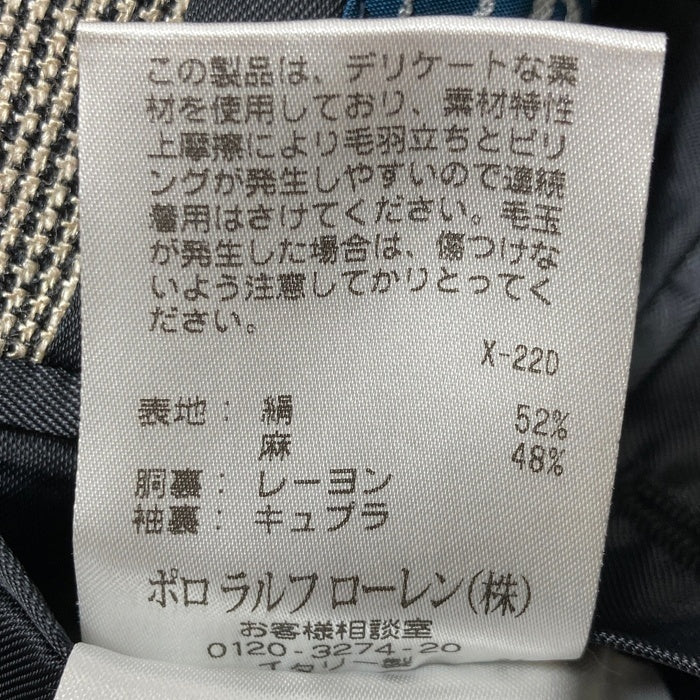 この製品は、デリケートな素
材を使用しており、素材特性
上摩擦により毛羽立ちとピリ
ングが発生しやすいので連続
着用はさけてください。毛玉
が発生した場合は、傷つけな
いよう注意してかりとってく
ださい。
X-22D
表地： 絹 52%
麻 48%
胴裏： レーヨン
袖裏： キュプラ
ポロ ラルフ ローレン(株)
お客様相談室
0120-3274-20
イタリー製